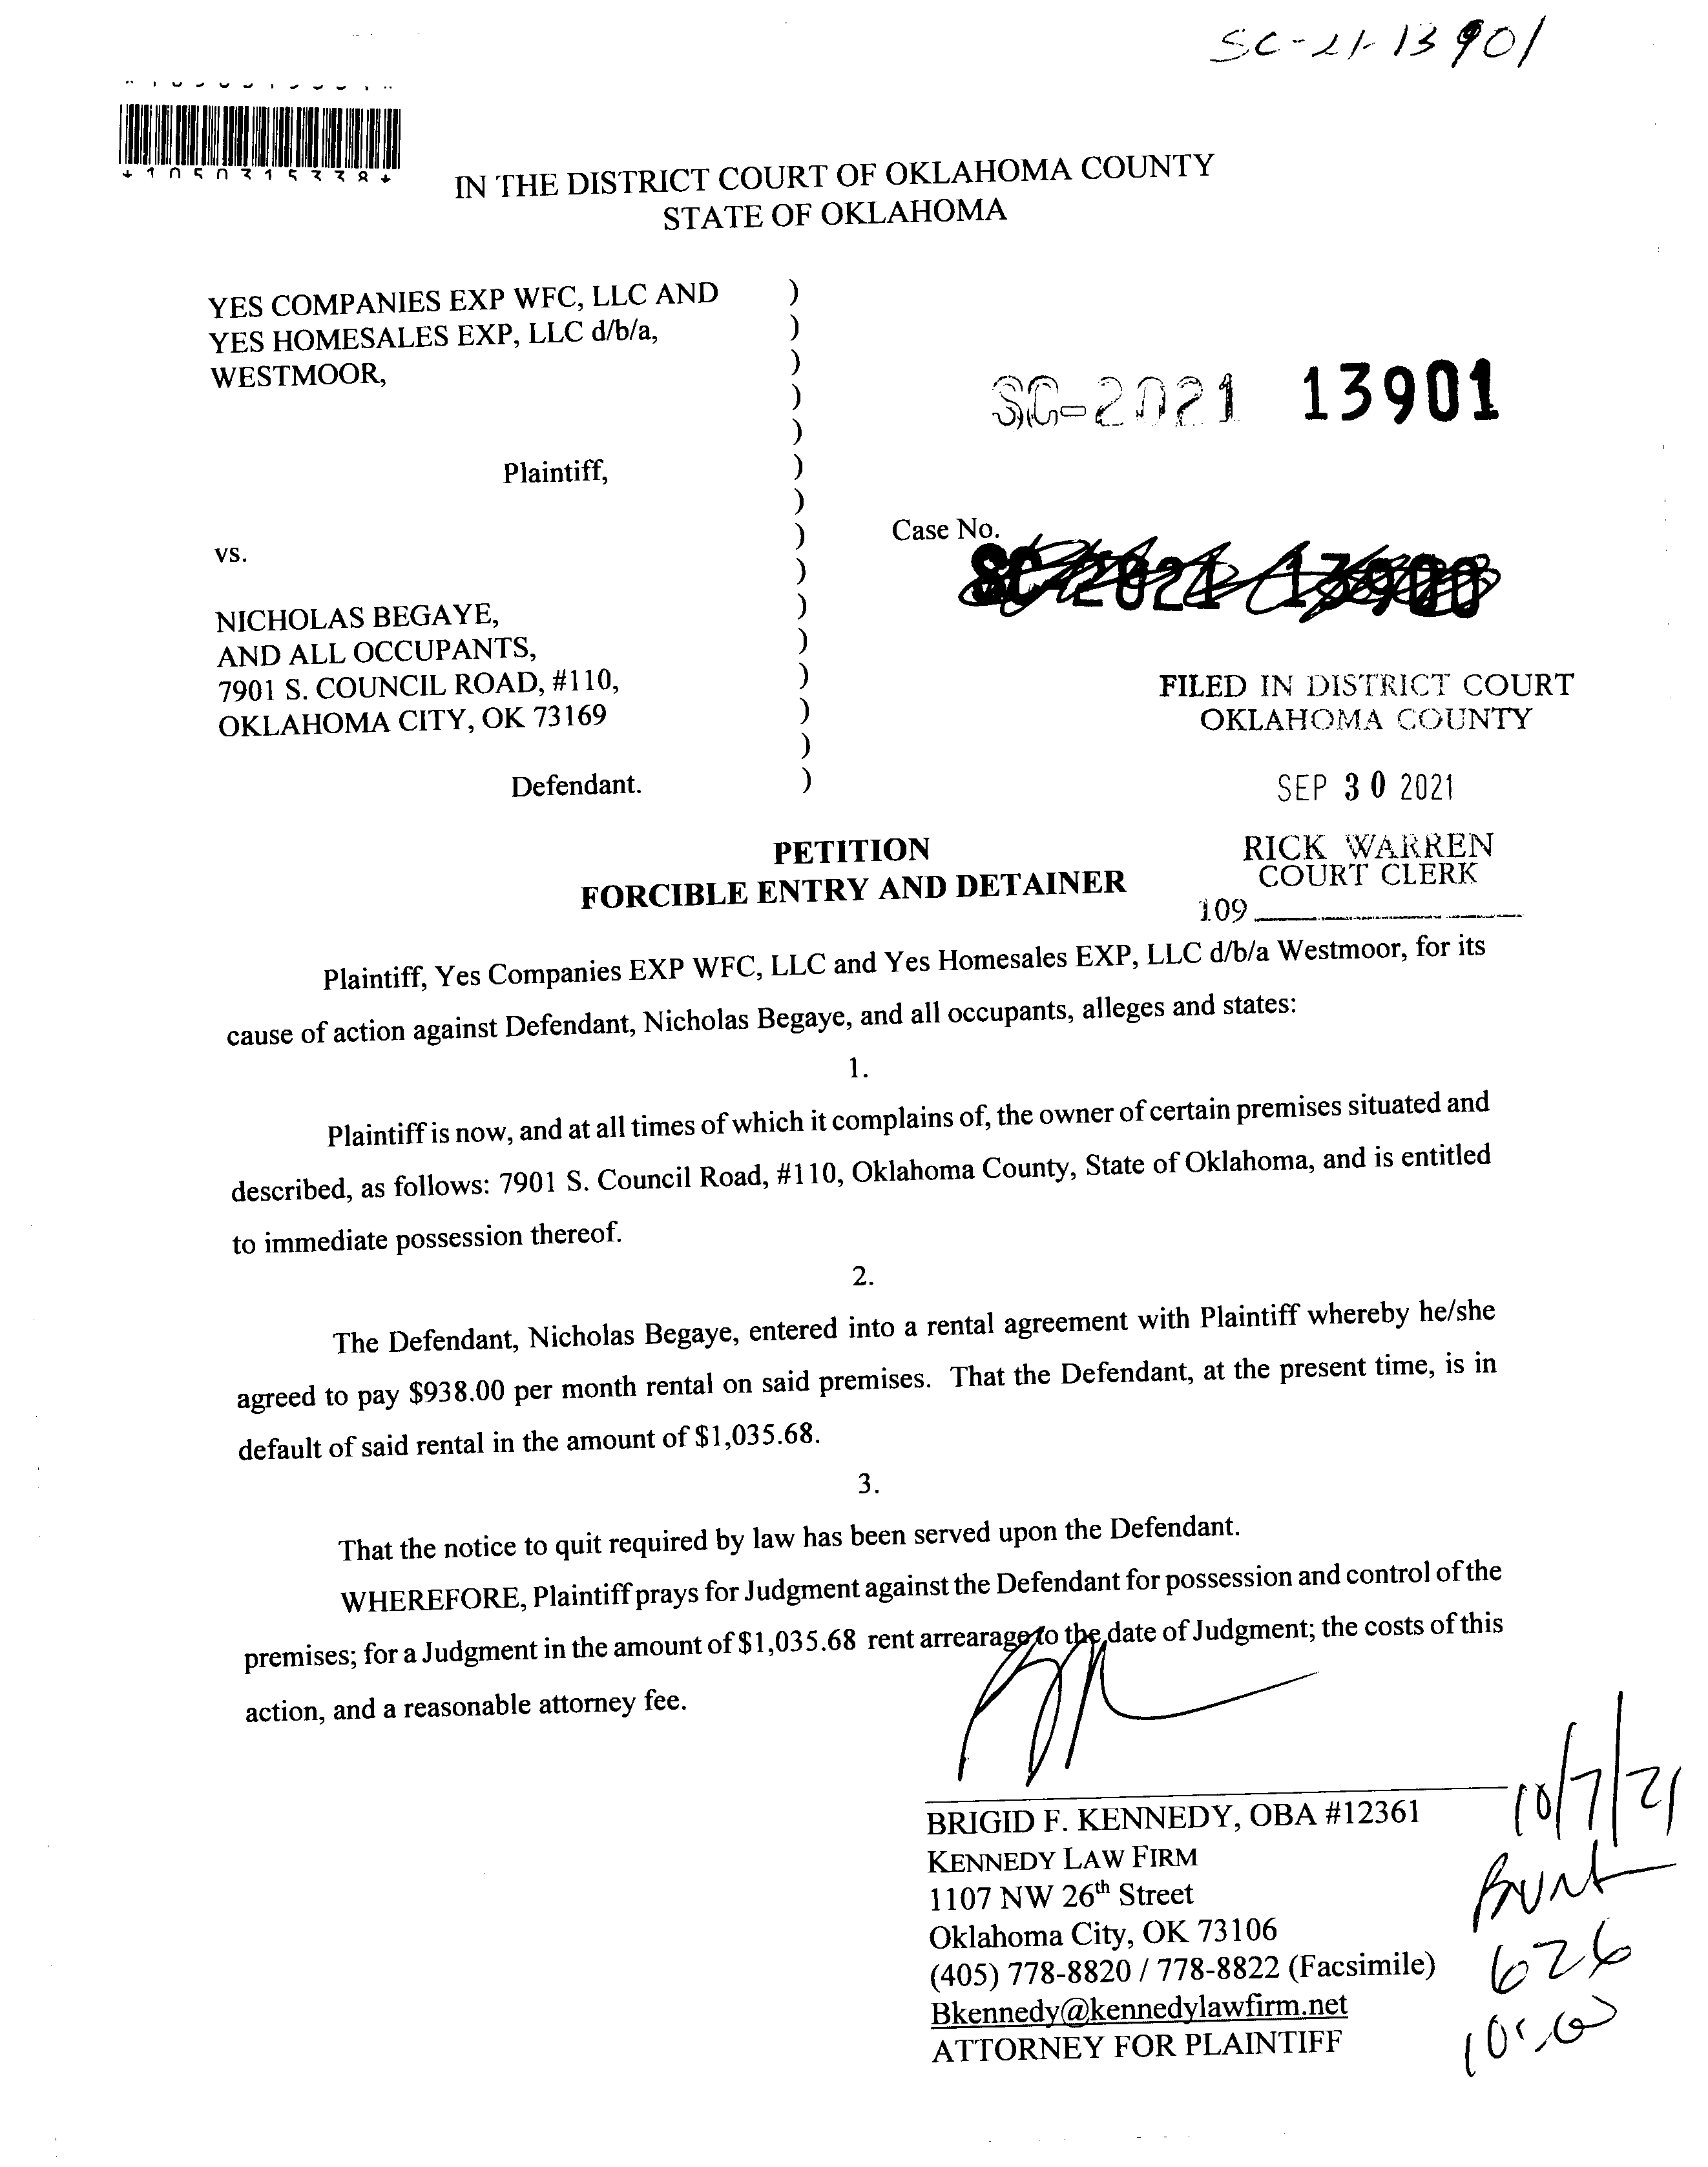 SC-21-13901
*1050315338*
IN THE DISTRICT COURT OF OKLAHOMA COUNTY
STATE OF OKLAHOMA
YES COMPANIES EXP WFC, LLC AND )
YES HOMESALES EXP, LLC d/b/a, )
WESTMOOR, )
)
SC-2021 13901
)
Plaintiff, )
)
vs. )
Case No.
SC 2021 13900
)
NICHOLAS BEGAYE, )
AND ALL OCCUPANTS, )
7901 S. COUNCIL ROAD, #110, )
OKLAHOMA CITY, OK 73169 )
)
Defendant. )
FILED IN DISTRICT COURT
OKLAHOMA COUNTY
SEP 30 2021
RICK WARREN
COURT CLERK
109
PETITION
FORCIBLE ENTRY AND DETAINER
Plaintiff, Yes Companies EXP WFC, LLC and Yes Homesales EXP, LLC d/b/a Westmoor, for its
cause of action against Defendant, Nicholas Begaye, and all occupants, alleges and states:
1.
Plaintiff is now, and at all times of which it complains of, the owner of certain premises situated and
described, as follows: 7901 S. Council Road, #110, Oklahoma County, State of Oklahoma, and is entitled
to immediate possession thereof.
2.
The Defendant, Nicholas Begaye, entered into a rental agreement with Plaintiff whereby he/she
agreed to pay $938.00 per month rental on said premises. That the Defendant, at the present time, is in
default of said rental in the amount of $1,035.68.
3.
That the notice to quit required by law has been served upon the Defendant.
WHEREFORE, Plaintiff prays for Judgment against the Defendant for possession and control of the
premises; for a Judgment in the amount of $1,035.68 rent arrearage to the date of Judgment; the costs of this
action, and a reasonable attorney fee.
BRIGID F. KENNEDY, OBA #12361
KENNEDY LAW FIRM
1107 NW 26th Street
Oklahoma City, OK 73106
(405) 778-8820 / 778-8822 (Facsimile)
Bkennedy@kennedylawfirm.net
ATTORNEY FOR PLAINTIFF
10/7/21
626